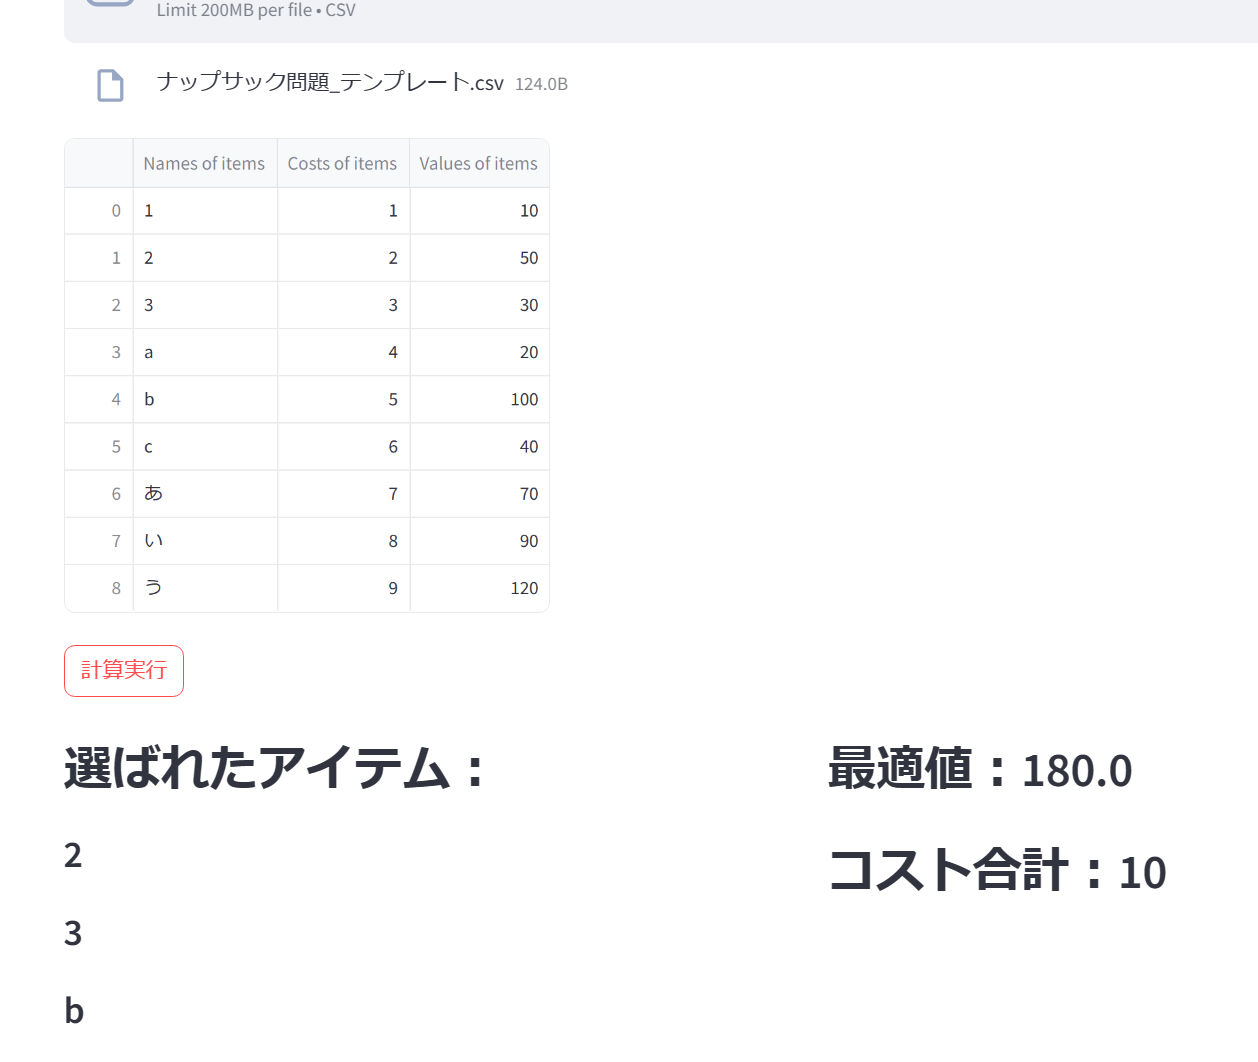 Limit 200MB per file • CSV
ナップサック問題_テンプレート.csv 124.0B
Names of items Costs of items Values of items
0 1 1 10
1 2 2 50
2 3 3 30
3 a 4 20
4 b 5 100
5 c 6 40
6 あ 7 70
7 い 8 90
8 う 9 120
計算実行
選ばれたアイテム：
2
3
b
最適値：180.0
コスト合計：10